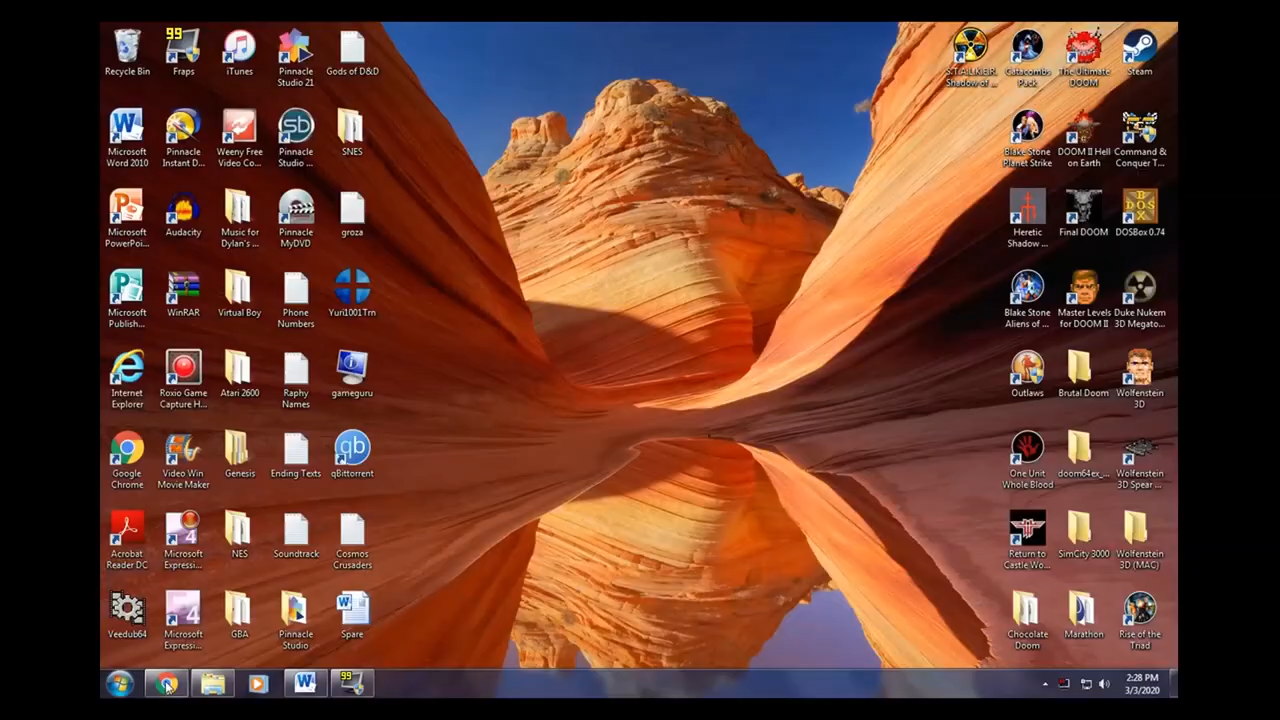 99
Recycle Bin
Fraps
iTunes
Pinnacle
Studio 21
Gods of D&D
S.T.A.L.K.E.R.
Shadow of ...
Catacombs
Pack
The Ultimate
DOOM
Steam
Microsoft
Word 2010
Pinnacle
Instant D...
Weeny Free
Video Co...
Pinnacle
Studio ...
SNES
Blake Stone
Planet Strike
DOOM II Hell
on Earth
Command &
Conquer T...
Microsoft
PowerPoi...
Audacity
Music for
Dylan's ...
Pinnacle
MyDVD
groza
Heretic
Shadow ...
Final DOOM
DOSBox 0.74
Microsoft
Publish...
WinRAR
Virtual Boy
Phone
Numbers
Yuri1001Trn
Blake Stone
Aliens of ...
Master Levels
for DOOM II
Duke Nukem
3D Megato...
Internet
Explorer
Roxio Game
Capture H...
Atari 2600
Raphy
Names
gameguru
Outlaws
Brutal Doom
Wolfenstein
3D
Google
Chrome
Video Win
Movie Maker
Genesis
Ending Texts
qBittorrent
One Unit
Whole Blood
doom64ex_...
Wolfenstein
3D Spear ...
Acrobat
Reader DC
Microsoft
Expressi...
NES
Soundtrack
Cosmos
Crusaders
Return to
Castle Wo...
SimCity 3000
Wolfenstein
3D (MAC)
Veedub64
Microsoft
Expressi...
GBA
Pinnacle
Studio
Spare
Chocolate
Doom
Marathon
Rise of the
Triad
99
2:28 PM
3/3/2020